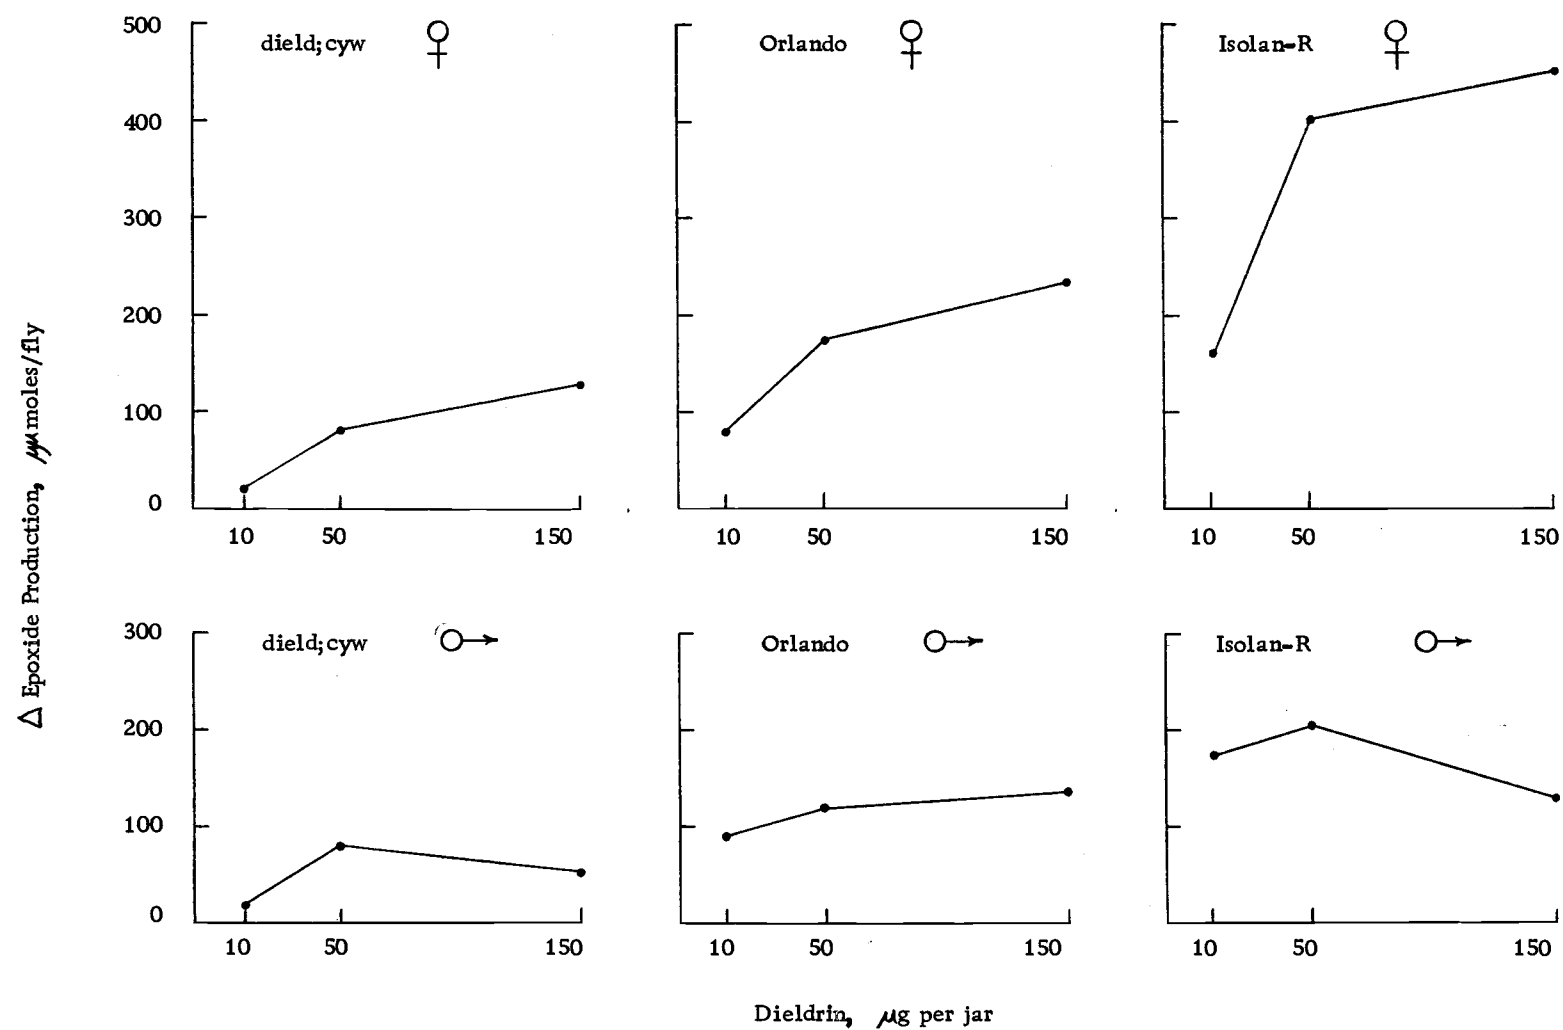 500
400
300
200
100
0
dield;cyw ♀
Orlando ♀
Isolan-R ♀
10 50 150
10 50 150
10 50 150
300
200
100
0
dield;cyw
Orlando
Isolan-R
10 50 150
10 50 150
10 50 150
Δ Epoxide Production, μμmoles/fly
Dieldrin, μg per jar